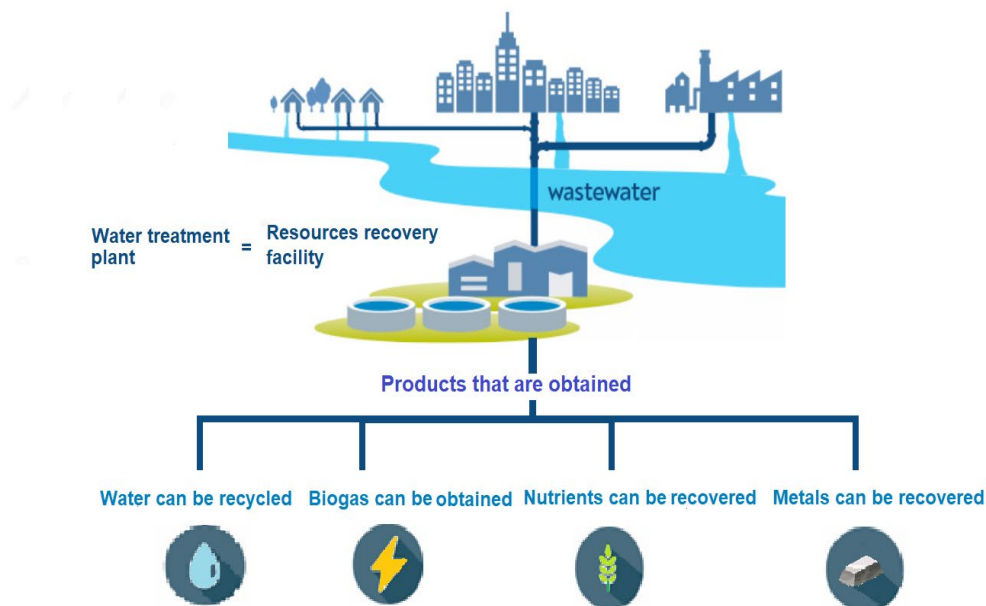 wastewater
Water treatment
plant
=
Resources recovery
facility
Products that are obtained
Water can be recycled
Biogas can be obtained
Nutrients can be recovered
Metals can be recovered